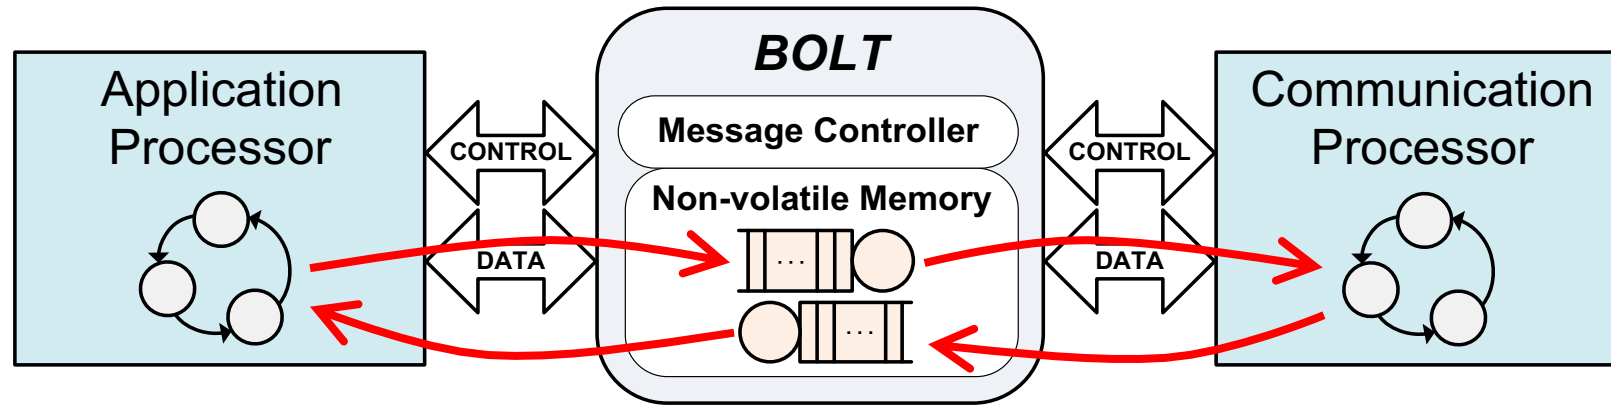 Application
Processor
CONTROL
DATA
BOLT
Message Controller
Non-volatile Memory
...
...
CONTROL
DATA
Communication
Processor